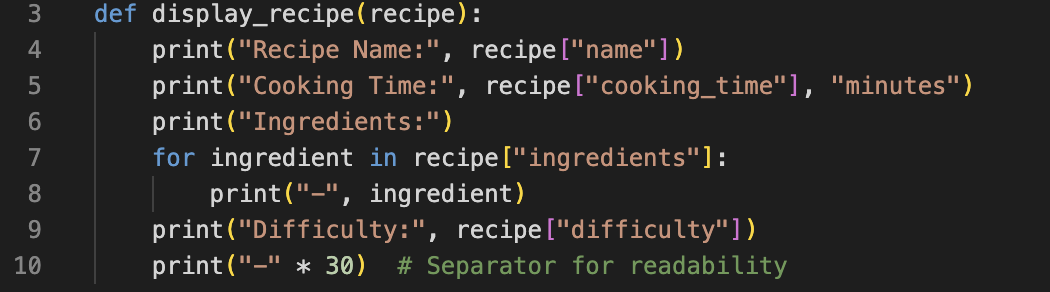 3 def display_recipe(recipe):
4     print("Recipe Name:", recipe["name"])
5     print("Cooking Time:", recipe["cooking_time"], "minutes")
6     print("Ingredients:")
7     for ingredient in recipe["ingredients"]:
8         print("-", ingredient)
9     print("Difficulty:", recipe["difficulty"])
10     print("-" * 30)  # Separator for readability